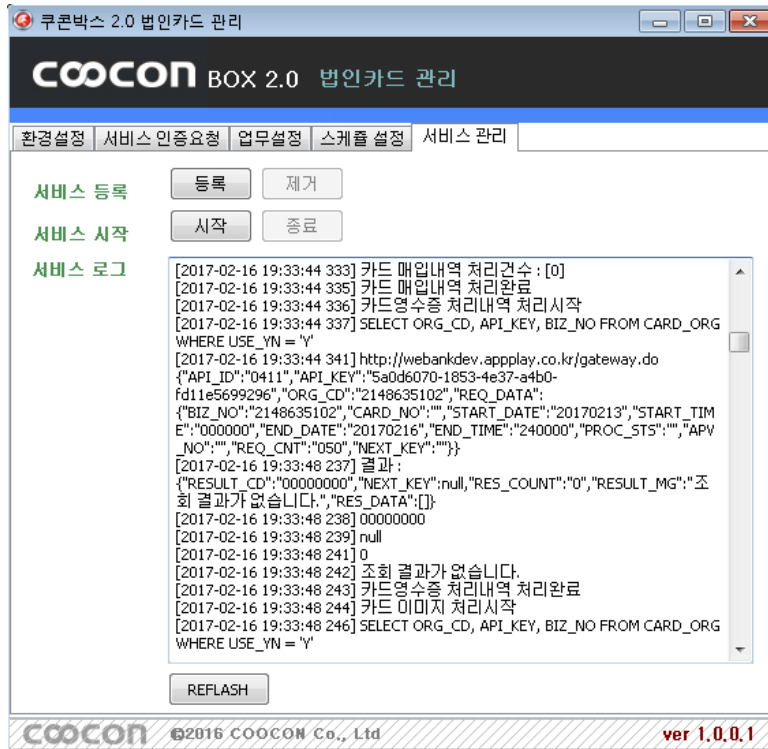 쿠콘박스 2.0 법인카드 관리
COOCON BOX 2.0 법인카드 관리
환경설정 서비스 인증요청 업무설정 스케쥴 설정 서비스 관리
서비스 등록 등록 제거
서비스 시작 시작 종료
서비스 로그
[2017-02-16 19:33:44 333] 카드 매입내역 처리건수 : [0]
[2017-02-16 19:33:44 335] 카드 매입내역 처리완료
[2017-02-16 19:33:44 336] 카드영수증 처리내역 처리시작
[2017-02-16 19:33:44 337] SELECT ORG_CD, API_KEY, BIZ_NO FROM CARD_ORG
WHERE USE_YN = 'Y'
[2017-02-16 19:33:44 341] http://webankdev.appplay.co.kr/gateway.do
{"API_ID":"0411","API_KEY":"5a0d6070-1853-4e37-a4b0-
fd11e5699296","ORG_CD":"2148635102","REQ_DATA":
{"BIZ_NO":"2148635102","CARD_NO":"","START_DATE":"20170213","START_TIM
E":"000000","END_DATE":"20170216","END_TIME":"240000","PROC_STS":"","APV
_NO":"","REQ_CNT":"050","NEXT_KEY":""}}
[2017-02-16 19:33:48 237] 결과 :
{"RESULT_CD":"00000000","NEXT_KEY":null,"RES_COUNT":"0","RESULT_MG":"조
회 결과가 없습니다.","RES_DATA":[]}
[2017-02-16 19:33:48 238] 00000000
[2017-02-16 19:33:48 239] null
[2017-02-16 19:33:48 241] 0
[2017-02-16 19:33:48 242] 조회 결과가 없습니다.
[2017-02-16 19:33:48 243] 카드영수증 처리내역 처리완료
[2017-02-16 19:33:48 244] 카드 이미지 처리시작
[2017-02-16 19:33:48 246] SELECT ORG_CD, API_KEY, BIZ_NO FROM CARD_ORG
WHERE USE_YN = 'Y'
REFLASH
COOCON ©2016 COOCON Co., Ltd ver 1.0.0.1